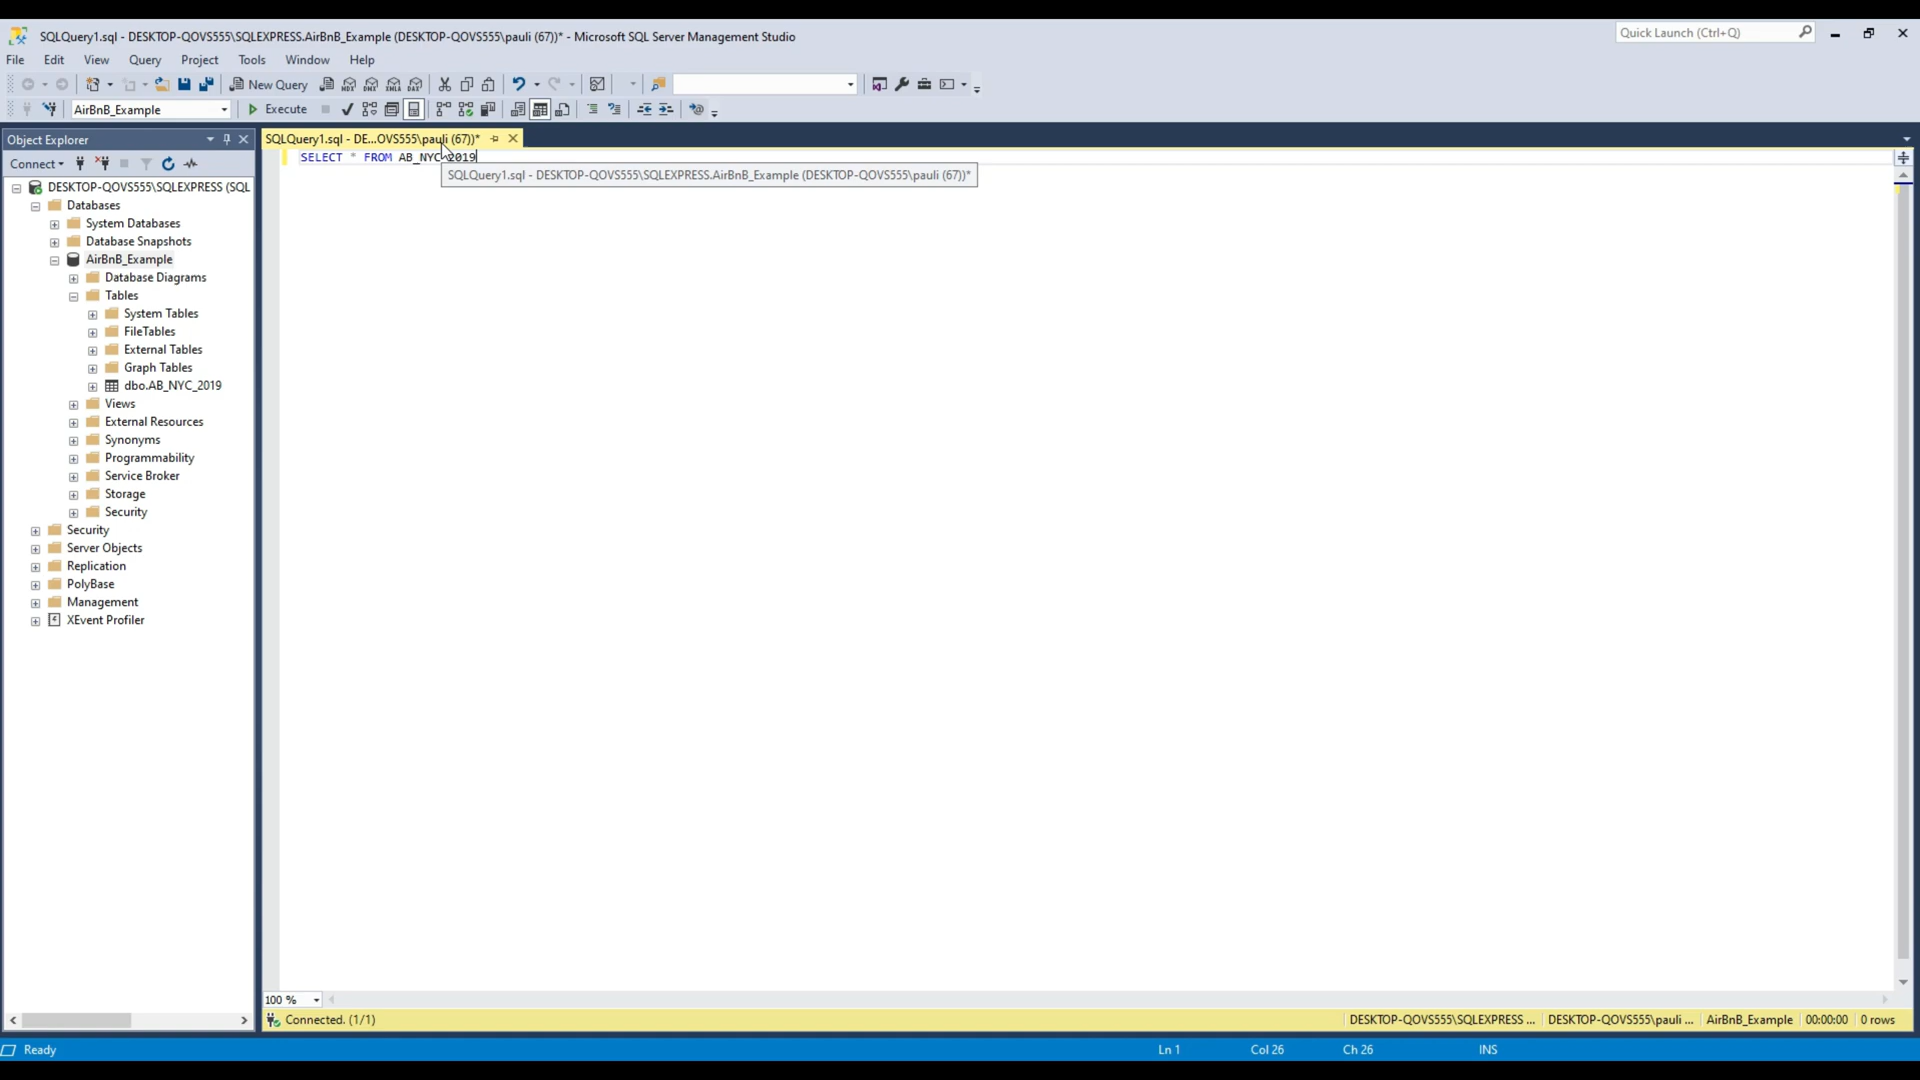 SQLQuery1.sql - DESKTOP-QOVS555\SQLEXPRESS.AirBnB_Example (DESKTOP-QOVS555\pauli (67))* - Microsoft SQL Server Management Studio
Quick Launch (Ctrl+Q)
File Edit View Query Project Tools Window Help
New Query MDX DMX XMLA DAX
AirBnB_Example Execute
Object Explorer
SQLQuery1.sql - DE...OVS555\pauli (67))*
SELECT * FROM AB_NYC_2019
Connect
SQLQuery1.sql - DESKTOP-QOVS555\SQLEXPRESS.AirBnB_Example (DESKTOP-QOVS555\pauli (67))*
DESKTOP-QOVS555\SQLEXPRESS (SQL
Databases
System Databases
Database Snapshots
AirBnB_Example
Database Diagrams
Tables
System Tables
FileTables
External Tables
Graph Tables
dbo.AB_NYC_2019
Views
External Resources
Synonyms
Programmability
Service Broker
Storage
Security
Security
Server Objects
Replication
PolyBase
Management
XEvent Profiler
100 %
Connected. (1/1)
DESKTOP-QOVS555\SQLEXPRESS ... DESKTOP-QOVS555\pauli ... AirBnB_Example 00:00:00 0 rows
Ready Ln 1 Col 26 Ch 26 INS